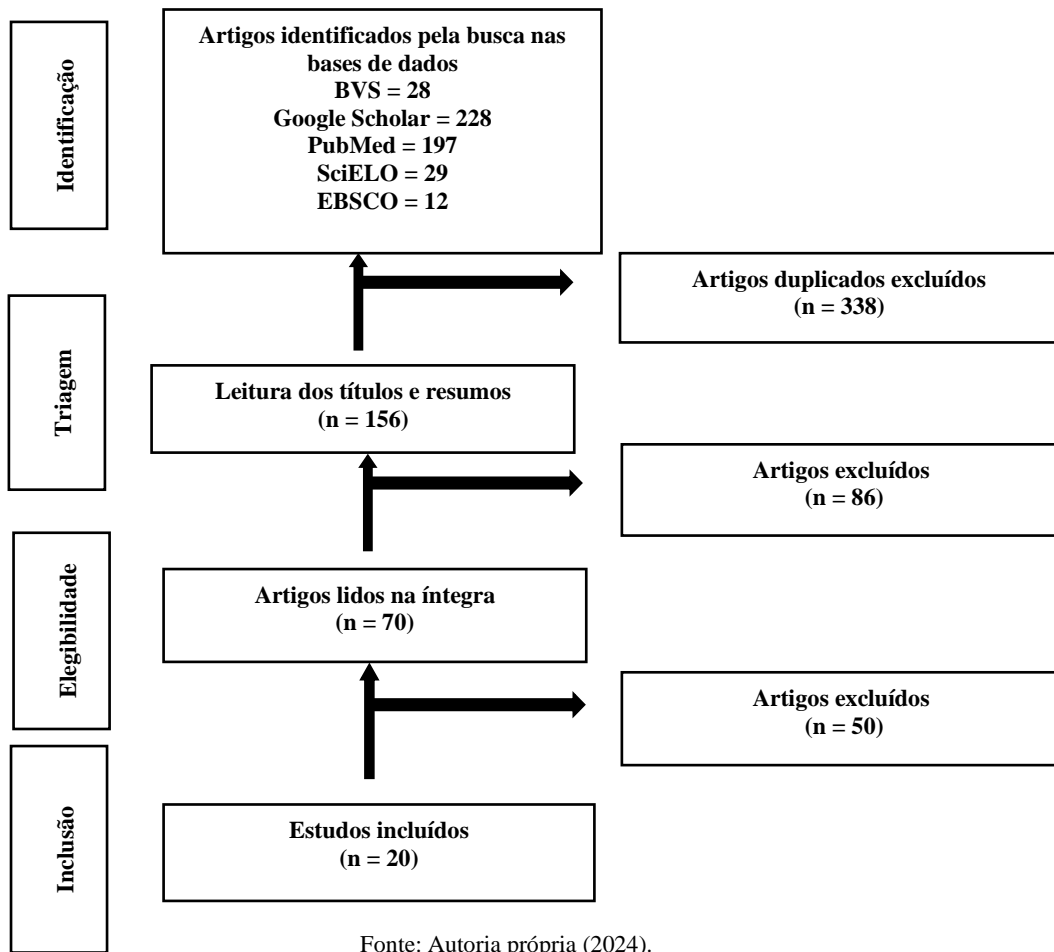 Identificação
Artigos identificados pela busca nas
bases de dados
BVS = 28
Google Scholar = 228
PubMed = 197
SciELO = 29
EBSCO = 12
Artigos duplicados excluídos
(n = 338)
Triagem
Leitura dos títulos e resumos
(n = 156)
Artigos excluídos
(n = 86)
Elegibilidade
Artigos lidos na íntegra
(n = 70)
Artigos excluídos
(n = 50)
Inclusão
Estudos incluídos
(n = 20)
Fonte: Autoria própria (2024).